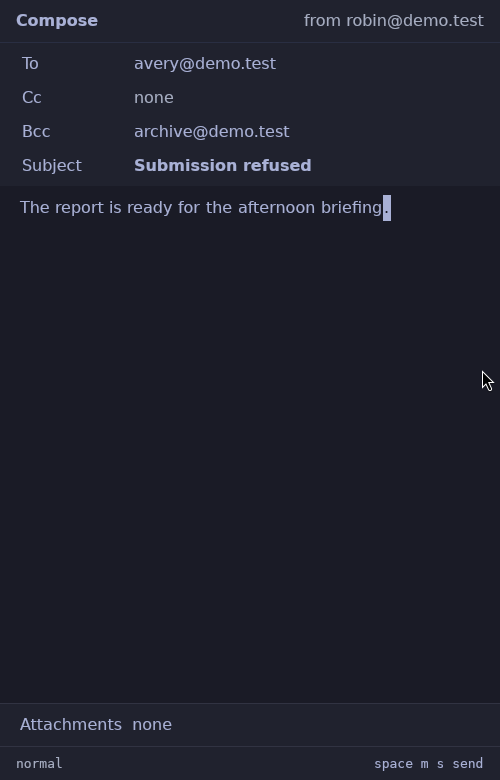 Compose from robin@demo.test
To avery@demo.test
Cc none
Bcc archive@demo.test
Subject Submission refused
The report is ready for the afternoon briefing.
Attachments none
normal space m s send